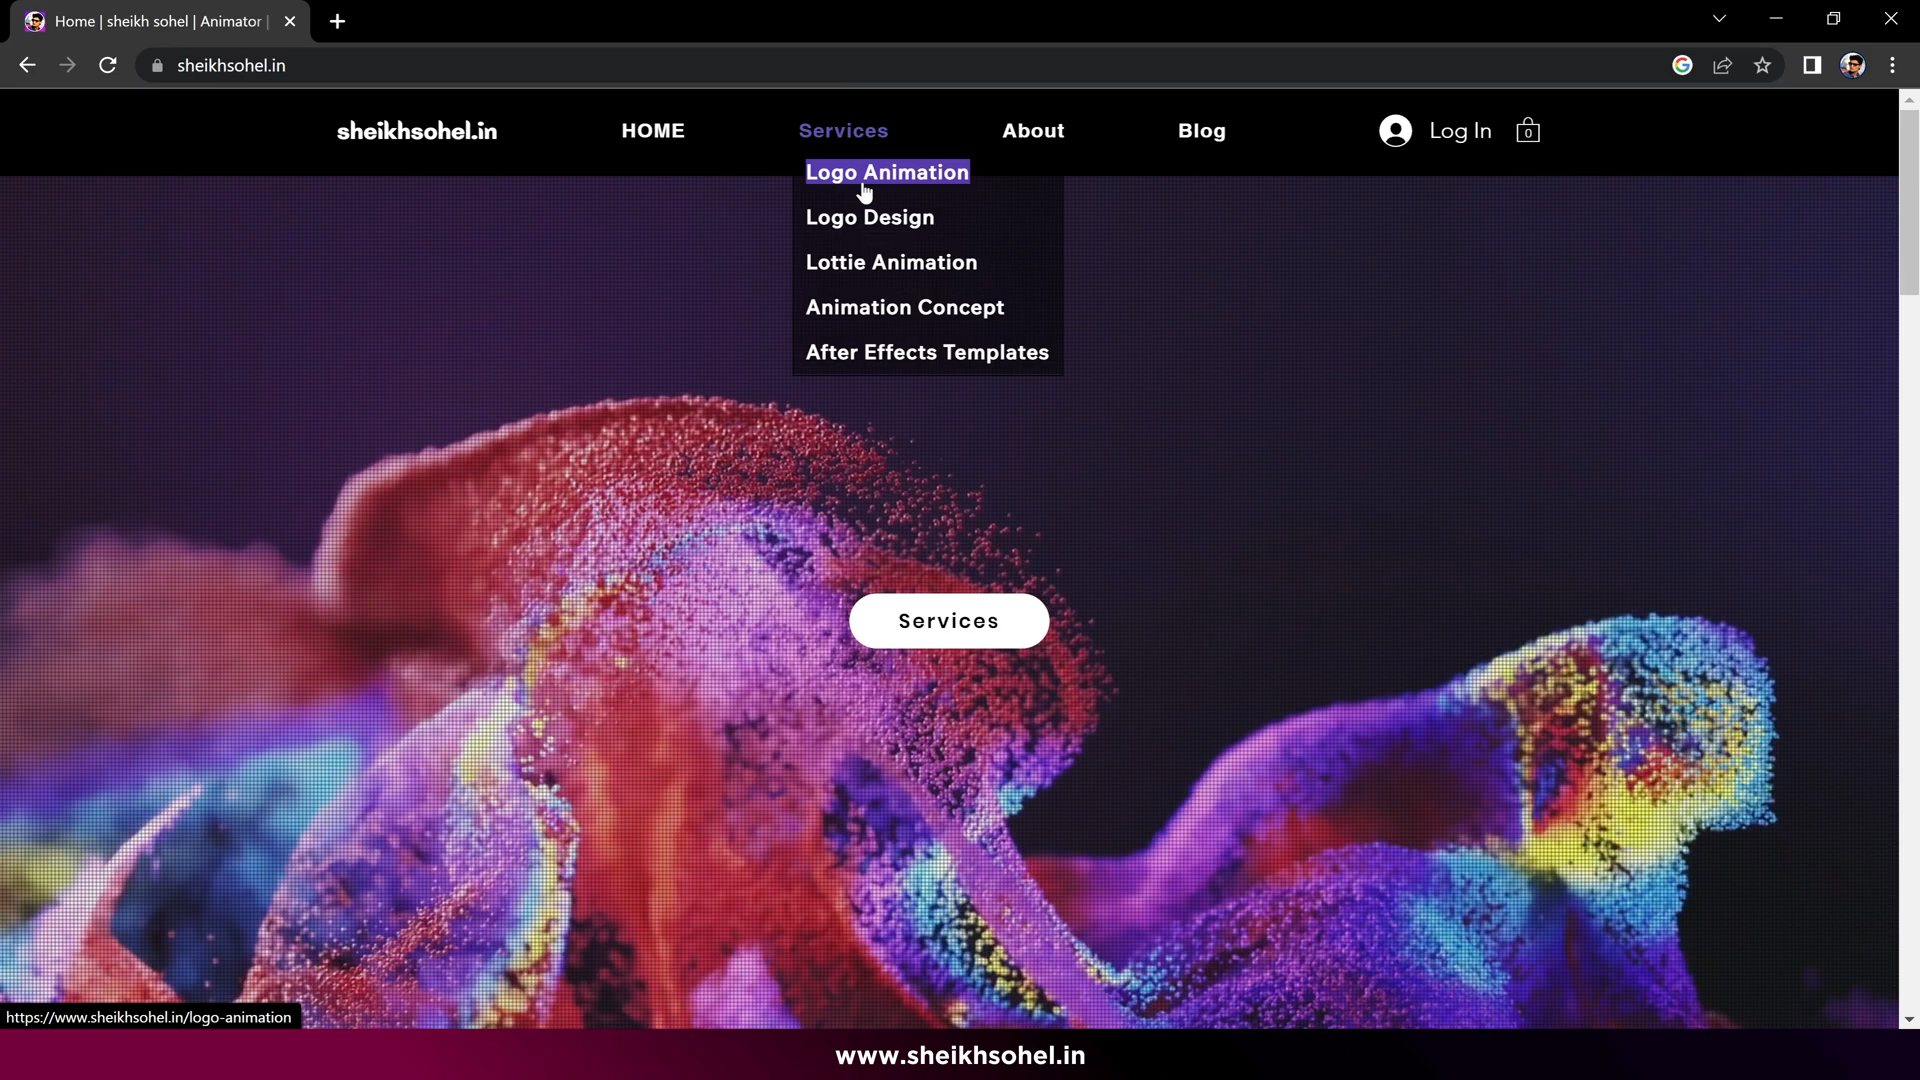 Home | sheikh sohel | Animator |
sheikhsohel.in
sheikhsohel.in
HOME
Services
About
Blog
Log In
0
Logo Animation
Logo Design
Lottie Animation
Animation Concept
After Effects Templates
Services
https://www.sheikhsohel.in/logo-animation
www.sheikhsohel.in